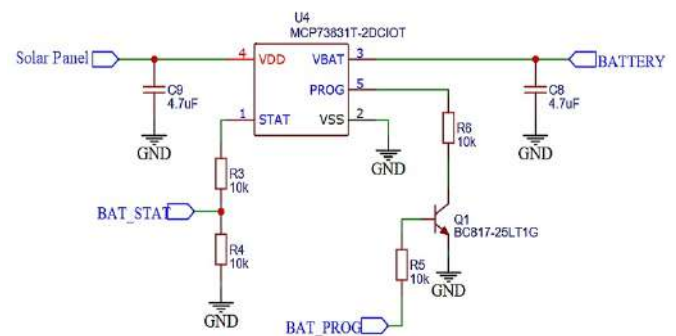 U4
MCP73831T-2DCIOT
Solar Panel
4
VDD
VBAT
3
BATTERY
C9
4.7uF
PROG
5
C8
4.7uF
1
STAT
VSS
2
GND
R6
10k
GND
GND
R3
10k
BAT_STAT
Q1
BC817-25LT1G
R4
10k
R5
10k
GND
GND
BAT_PROG